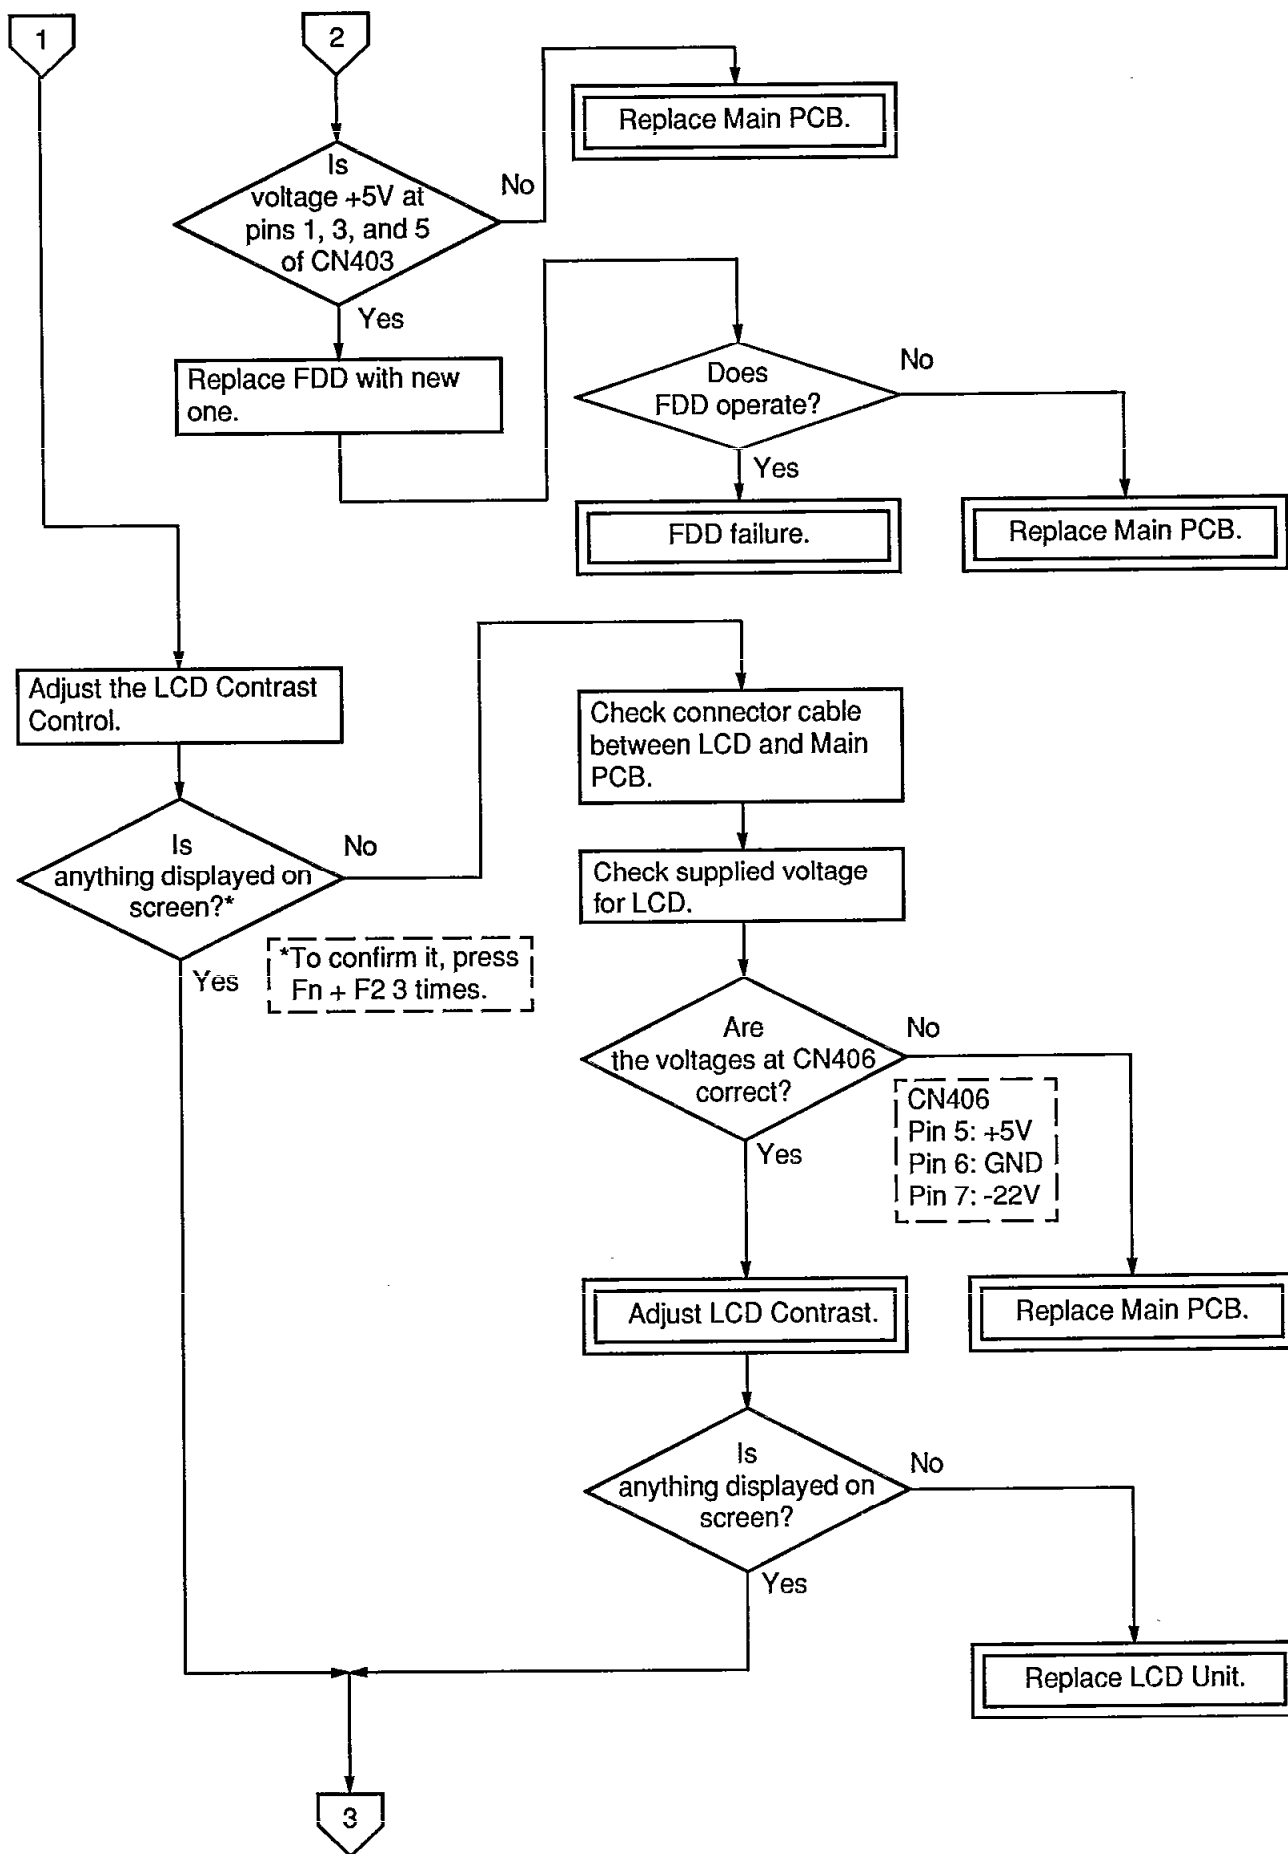 1
2
Replace Main PCB.
Is
voltage +5V at
pins 1, 3, and 5
of CN403
No
Yes
Replace FDD with new
one.
Does
FDD operate?
No
Yes
FDD failure.
Replace Main PCB.
Adjust the LCD Contrast
Control.
Is
anything displayed on
screen?*
No
Yes
*To confirm it, press
Fn + F2 3 times.
Check connector cable
between LCD and Main
PCB.
Check supplied voltage
for LCD.
Are
the voltages at CN406
correct?
No
Yes
CN406
Pin 5: +5V
Pin 6: GND
Pin 7: -22V
Adjust LCD Contrast.
Replace Main PCB.
Is
anything displayed on
screen?
No
Yes
Replace LCD Unit.
3